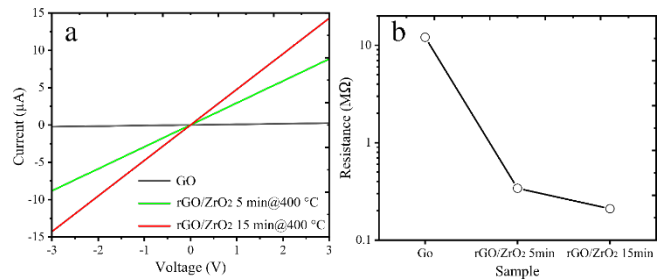 a
15
10
5
0
-5
-10
-15
Current (μA)
GO
rGO/ZrO2 5 min@400 °C
rGO/ZrO2 15 min@400 °C
-3
-2
-1
0
1
2
3
Voltage (V)
b
10
1
0.1
Resistance (MΩ)
Go
rGO/ZrO2 5min
rGO/ZrO2 15min
Sample